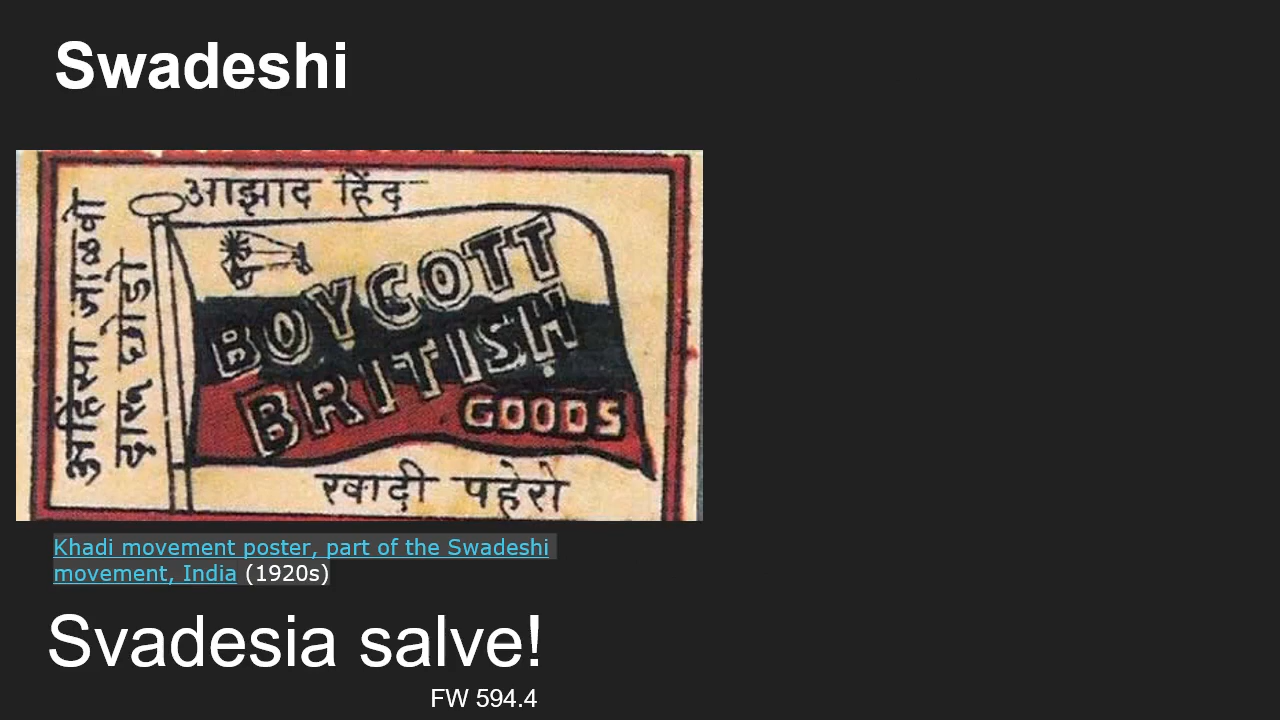 Swadeshi
आझाद हिंद
अहिंसा जाळवो
दारू छोडो
BOYCOTT
BRITISH
GOODS
खादी पहेरो
Khadi movement poster, part of the Swadeshi
movement, India (1920s)
Svadesia salve!
FW 594.4